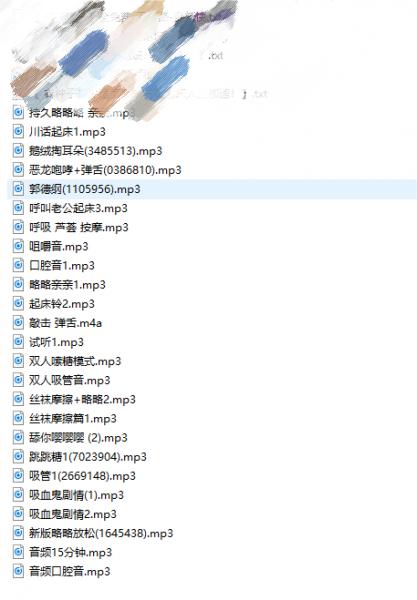 .txt
.txt
持久略略略 亲亲.mp3
川话起床1.mp3
鹅绒掏耳朵(3485513).mp3
恶龙咆哮+弹舌(0386810).mp3
郭德纲(1105956).mp3
呼叫老公起床3.mp3
呼吸 芦荟 按摩.mp3
咀嚼音.mp3
口腔音1.mp3
略略亲亲1.mp3
起床铃2.mp3
敲击 弹舌.m4a
试听1.mp3
双人嗦糖模式.mp3
双人吸管音.mp3
丝袜摩擦+略略2.mp3
丝袜摩擦篇1.mp3
舔你嘤嘤嘤 (2).mp3
跳跳糖1(7023904).mp3
吸管1(2669148).mp3
吸血鬼剧情(1).mp3
吸血鬼剧情2.mp3
新版略略放松(1645438).mp3
音频15分钟.mp3
音频口腔音.mp3